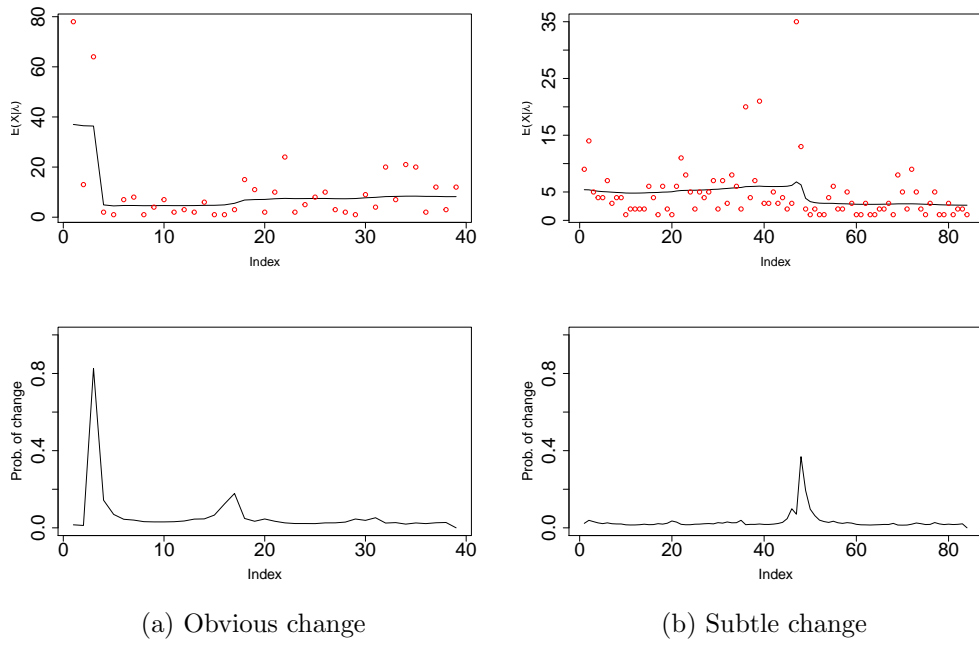 E(X|λ)
80
60
40
20
0
0 10 20 30 40
Index
E(X|λ)
35
25
15
5
0
0 20 40 60 80
Index
Prob. of change
0.8
0.4
0.0
0 10 20 30 40
Index
Prob. of change
0.8
0.4
0.0
0 20 40 60 80
Index
(a) Obvious change
(b) Subtle change